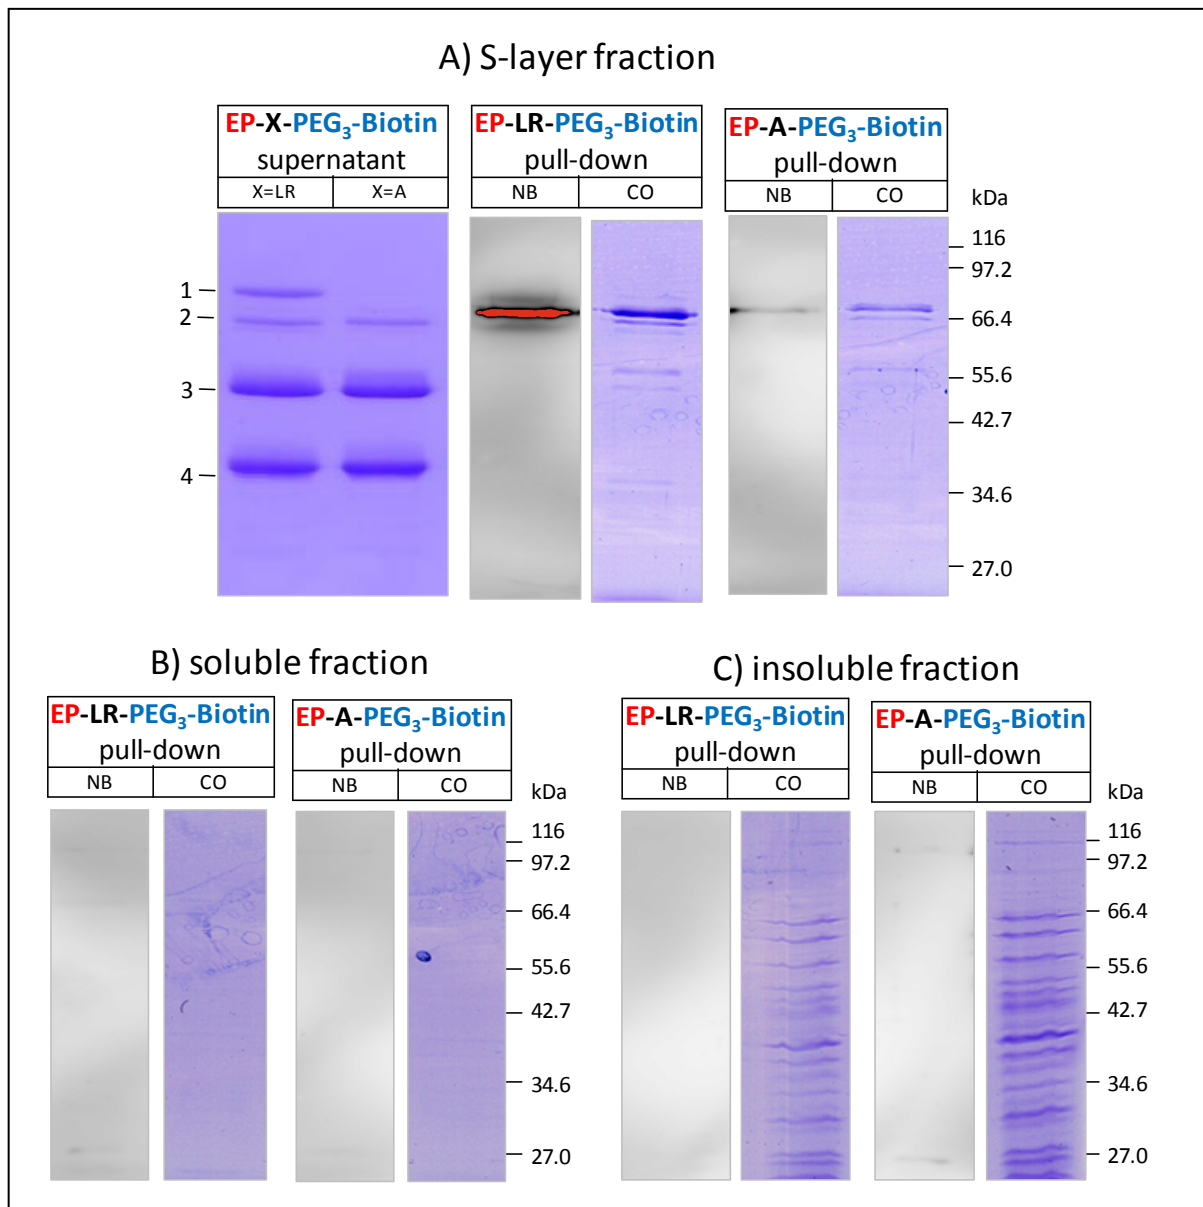 A) S-layer fraction
EP-X-PEG₃-Biotin
supernatant
X=LR X=A
EP-LR-PEG₃-Biotin
pull-down
NB CO
EP-A-PEG₃-Biotin
pull-down
NB CO
kDa
116
97.2
66.4
55.6
42.7
34.6
27.0
1
2
3
4
B) soluble fraction
EP-LR-PEG₃-Biotin
pull-down
NB CO
EP-A-PEG₃-Biotin
pull-down
NB CO
kDa
116
97.2
66.4
55.6
42.7
34.6
27.0
C) insoluble fraction
EP-LR-PEG₃-Biotin
pull-down
NB CO
EP-A-PEG₃-Biotin
pull-down
NB CO
kDa
116
97.2
66.4
55.6
42.7
34.6
27.0